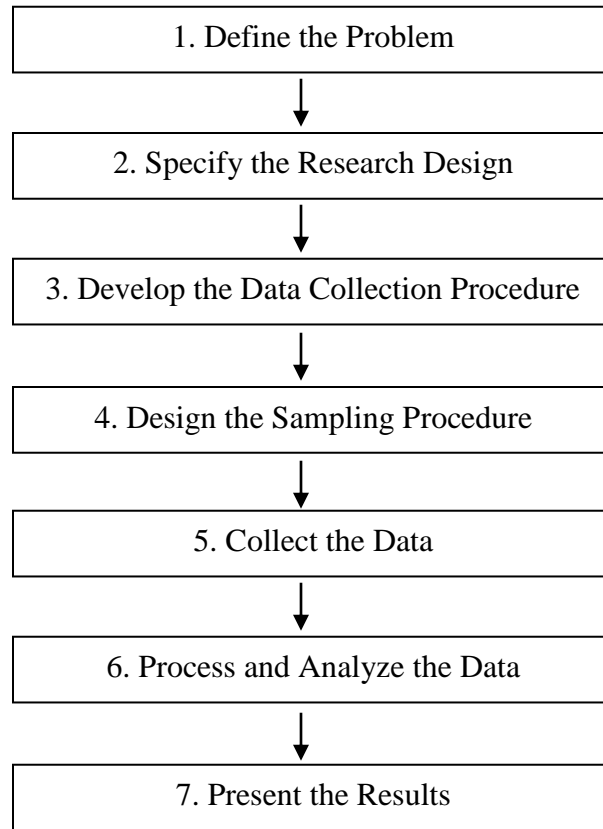 1. Define the Problem
2. Specify the Research Design
3. Develop the Data Collection Procedure
4. Design the Sampling Procedure
5. Collect the Data
6. Process and Analyze the Data
7. Present the Results